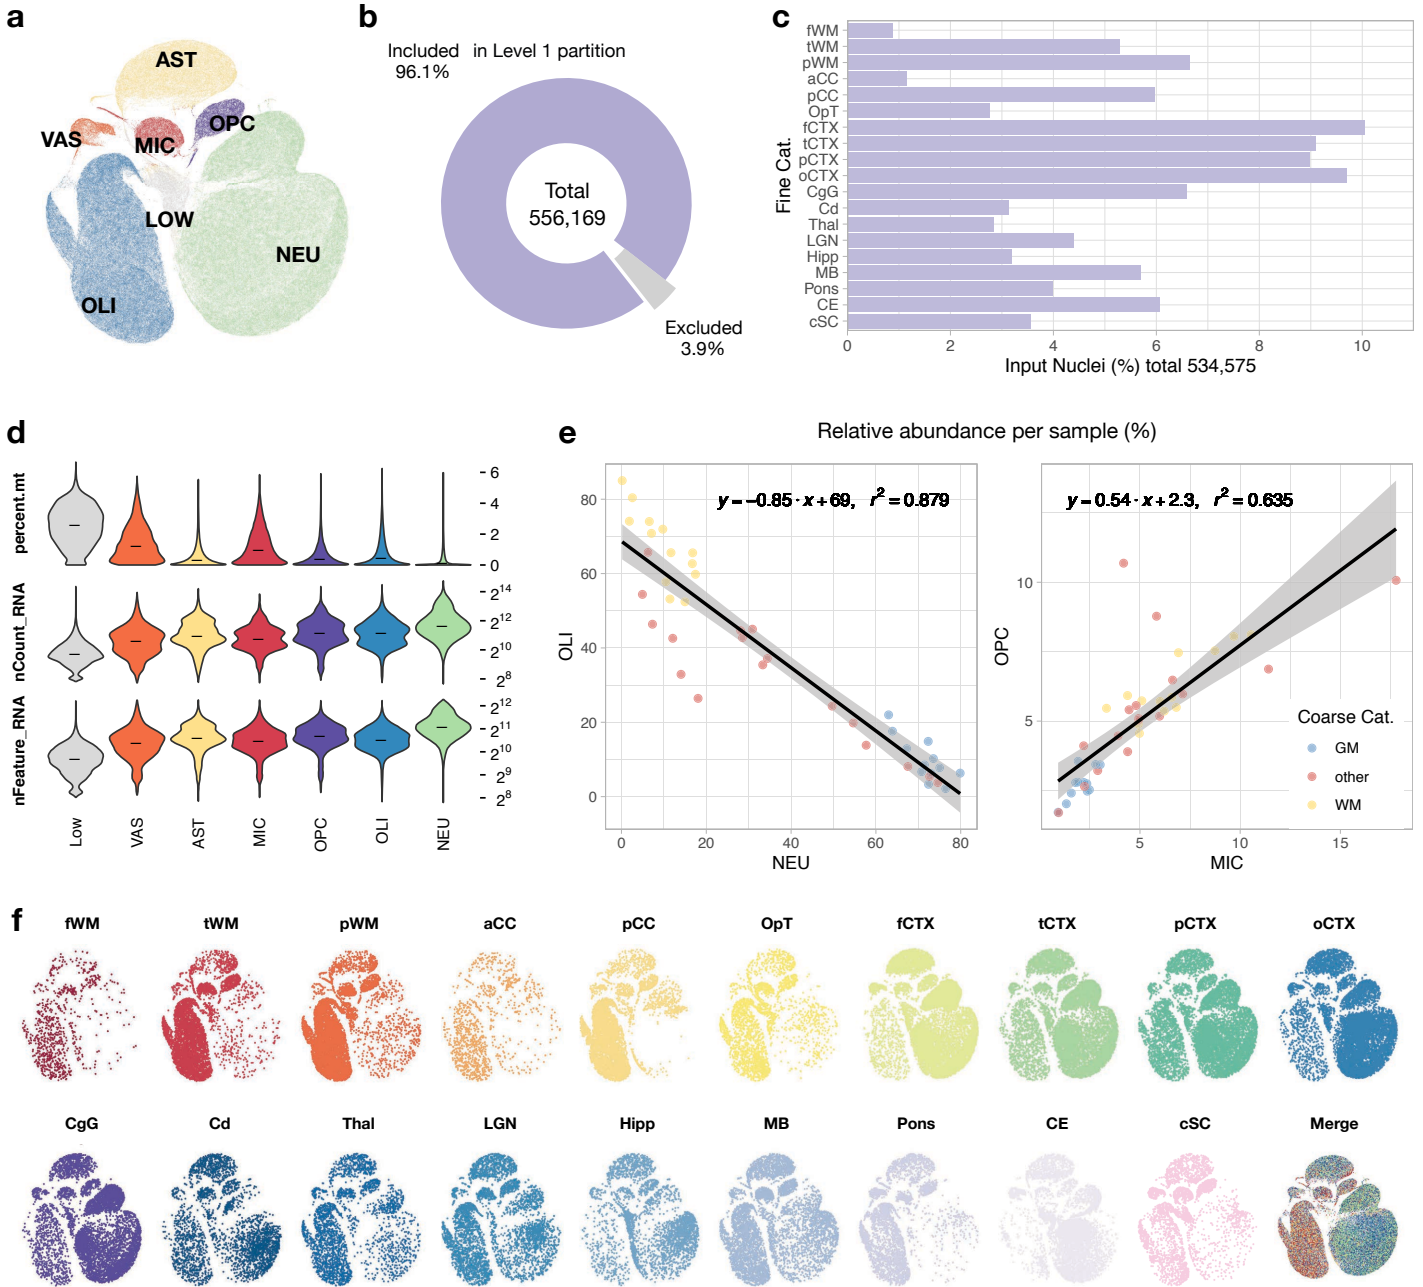 a
AST
VAS
MIC
OPC
LOW
NEU
OLI
b
Included in Level 1 partition
96.1%
Total
556,169
Excluded
3.9%
c
Fine Cat.
fWM
tWM
pWM
aCC
pCC
OpT
fCTX
tCTX
pCTX
oCTX
CgG
Cd
Thal
LGN
Hipp
MB
Pons
CE
cSC
0 2 4 6 8 10
Input Nuclei (%) total 534,575
d
percent.mt
6
4
2
0
nCount_RNA
2^14
2^12
2^10
2^8
nFeature_RNA
2^12
2^11
2^10
2^9
2^8
Low VAS AST MIC OPC OLI NEU
e
Relative abundance per sample (%)
y = −0.85 · x + 69, r² = 0.879
OLI
80
60
40
20
0
0 20 40 60 80
NEU
y = 0.54 · x + 2.3, r² = 0.635
OPC
10
5
5 10 15
MIC
Coarse Cat.
GM
other
WM
f
fWM tWM pWM aCC pCC OpT fCTX tCTX pCTX oCTX
CgG Cd Thal LGN Hipp MB Pons CE cSC Merge